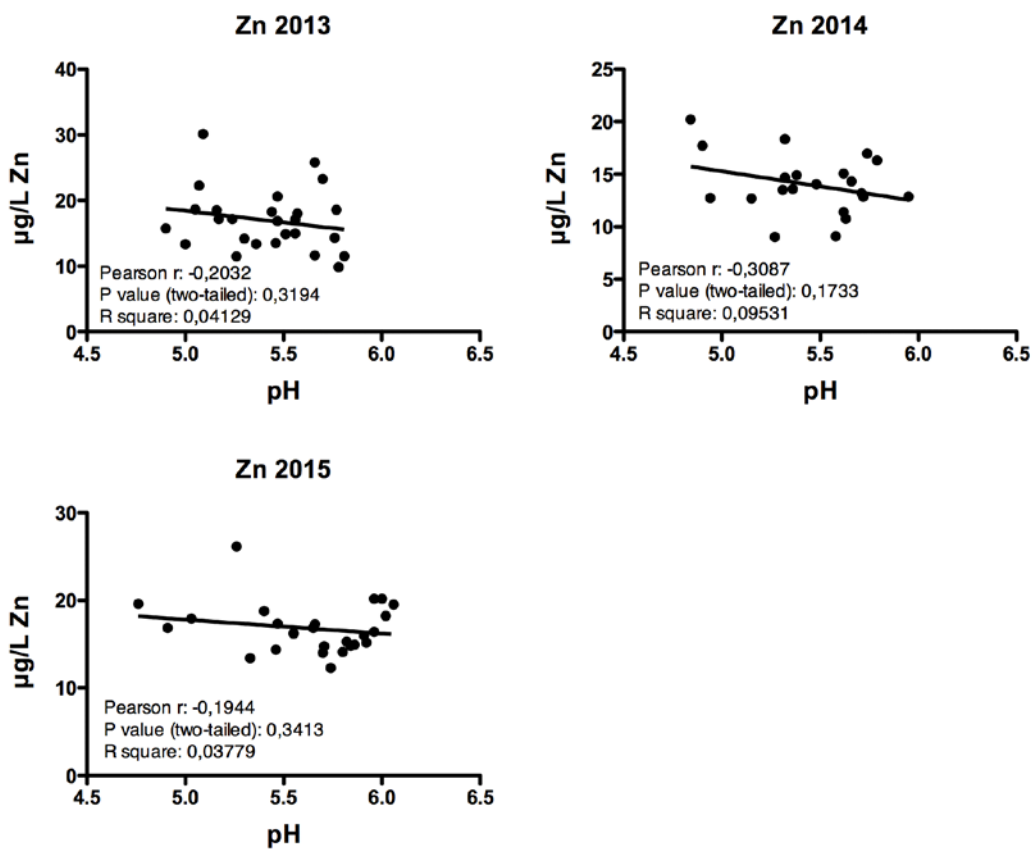 Zn 2013
40
30
20
10
0
µg/L Zn
Pearson r: -0,2032
P value (two-tailed): 0,3194
R square: 0,04129
4.5 5.0 5.5 6.0 6.5
pH
Zn 2014
25
20
15
10
5
0
µg/L Zn
Pearson r: -0,3087
P value (two-tailed): 0,1733
R square: 0,09531
4.5 5.0 5.5 6.0 6.5
pH
Zn 2015
30
20
10
0
µg/L Zn
Pearson r: -0,1944
P value (two-tailed): 0,3413
R square: 0,03779
4.5 5.0 5.5 6.0 6.5
pH